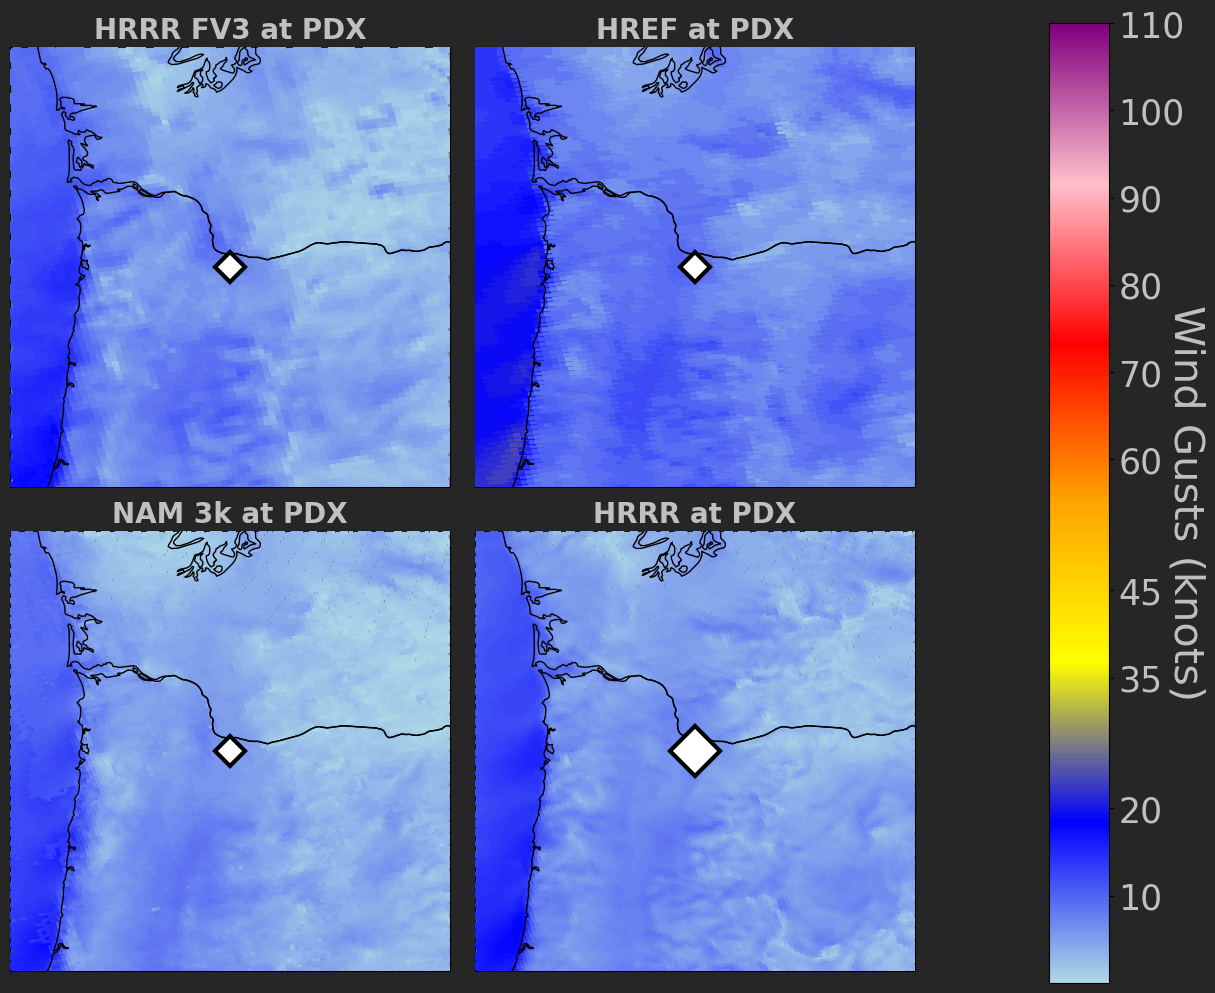 HRRR FV3 at PDX
HREF at PDX
NAM 3k at PDX
HRRR at PDX
110
100
90
80
70
60
45
35
20
10
Wind Gusts (knots)